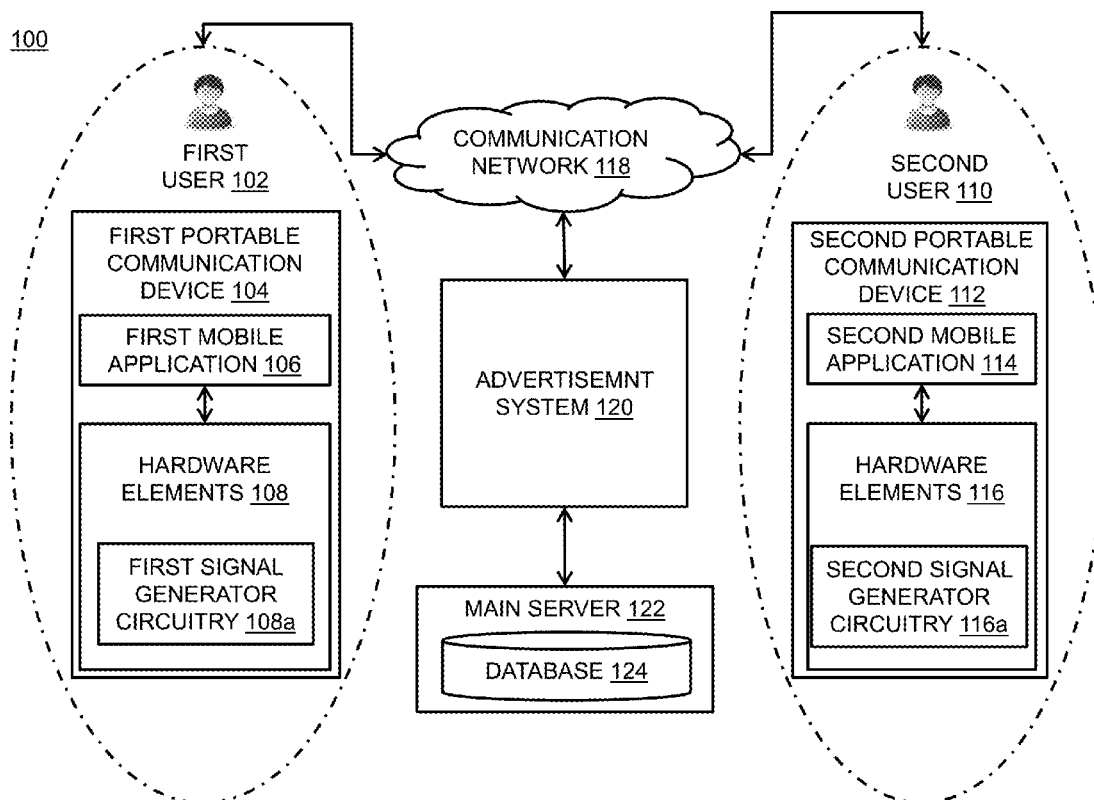 100
FIRST
USER 102
FIRST PORTABLE
COMMUNICATION
DEVICE 104
FIRST MOBILE
APPLICATION 106
HARDWARE
ELEMENTS 108
FIRST SIGNAL
GENERATOR
CIRCUITRY 108a
COMMUNICATION
NETWORK 118
ADVERTISEMNT
SYSTEM 120
MAIN SERVER 122
DATABASE 124
SECOND
USER 110
SECOND PORTABLE
COMMUNICATION
DEVICE 112
SECOND MOBILE
APPLICATION 114
HARDWARE
ELEMENTS 116
SECOND SIGNAL
GENERATOR
CIRCUITRY 116a